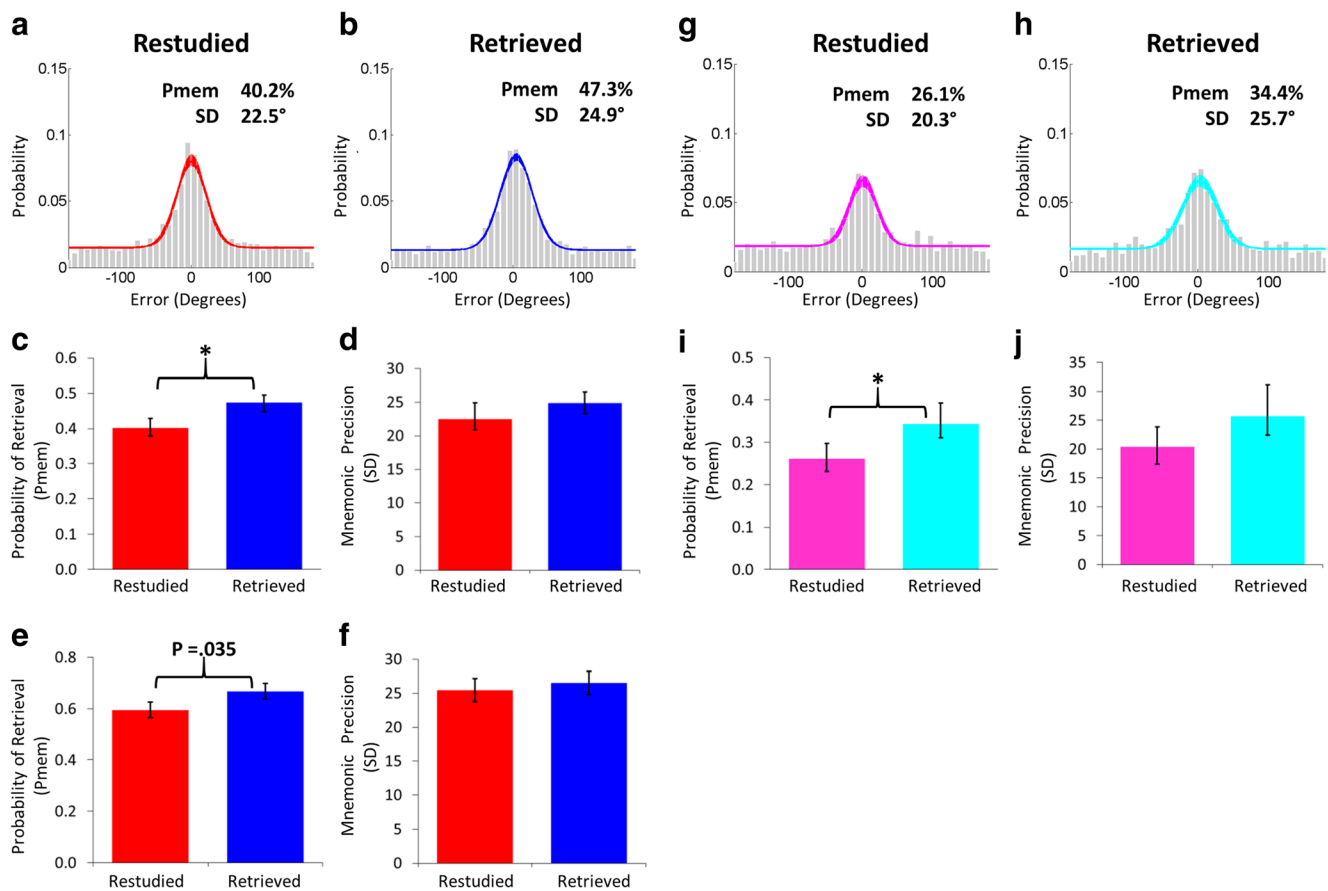 a
Restudied
Pmem 40.2%
SD 22.5°
0.15
0.1
0.05
0
Probability
-100 0 100
Error (Degrees)
b
Retrieved
Pmem 47.3%
SD 24.9°
0.15
0.1
0.05
0
Probability
-100 0 100
Error (Degrees)
g
Restudied
Pmem 26.1%
SD 20.3°
0.15
0.1
0.05
0
Probability
-100 0 100
Error (Degrees)
h
Retrieved
Pmem 34.4%
SD 25.7°
0.15
0.1
0.05
0
Probability
-100 0 100
Error (Degrees)
c
*
0.6
0.5
0.4
0.3
0.2
0.1
0.0
Probability of Retrieval
(Pmem)
Restudied Retrieved
d
30
25
20
15
10
5
0
Mnemonic Precision
(SD)
Restudied Retrieved
i
*
0.5
0.4
0.3
0.2
0.1
0.0
Probability of Retrieval
(Pmem)
Restudied Retrieved
j
35
30
25
20
15
10
5
0
Mnemonic Precision
(SD)
Restudied Retrieved
e
P =.035
0.8
0.6
0.4
0.2
0.0
Probability of Retrieval
(Pmem)
Restudied Retrieved
f
30
25
20
15
10
5
0
Mnemonic Precision
(SD)
Restudied Retrieved